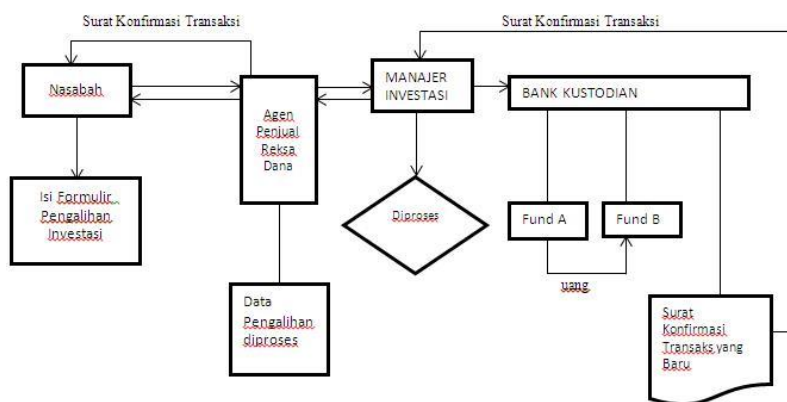 Surat Konfirmasi Transaksi
Surat Konfirmasi Transaksi
Nasabah
Agen
Penjual
Reksa
Dana
MANAJER
INVESTASI
BANK KUSTODIAN
Isi Formulir
Pengalihan
Investasi
Diproses
Fund A
Fund B
uang
Data
Pengalihan
diproses
Surat
Konfirmasi
Transaks yang
Baru